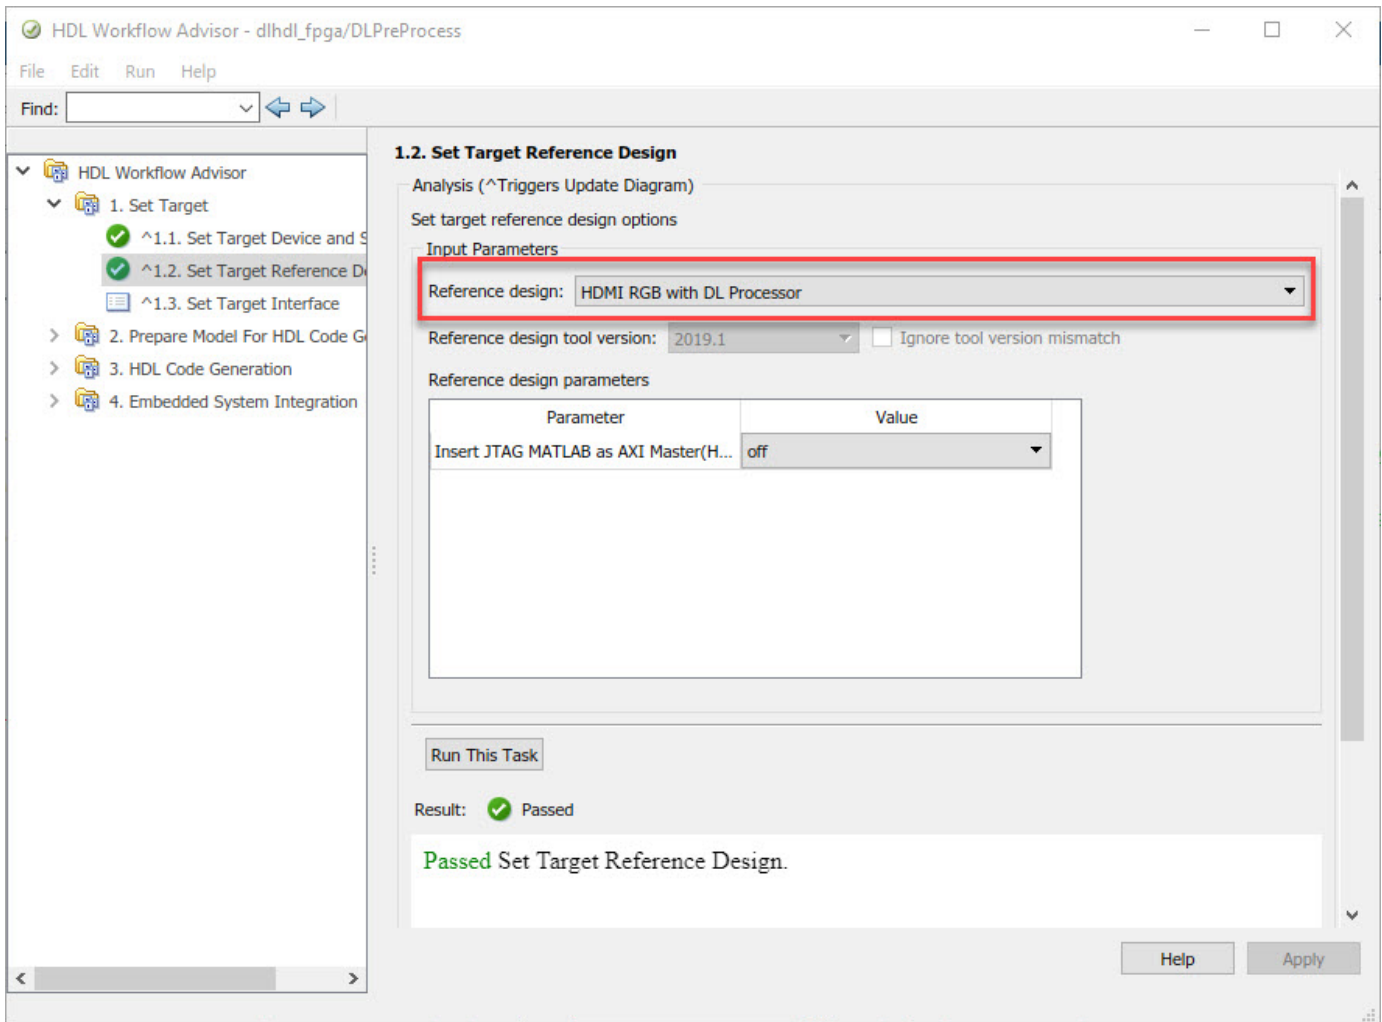 HDL Workflow Advisor - dlhdl_fpga/DLPreProcess
File Edit Run Help
Find:
HDL Workflow Advisor
1. Set Target
^1.1. Set Target Device and S
^1.2. Set Target Reference D
^1.3. Set Target Interface
2. Prepare Model For HDL Code G
3. HDL Code Generation
4. Embedded System Integration
1.2. Set Target Reference Design
Analysis (^Triggers Update Diagram)
Set target reference design options
Input Parameters
Reference design: HDMI RGB with DL Processor
Reference design tool version: 2019.1 Ignore tool version mismatch
Reference design parameters
Parameter Value
Insert JTAG MATLAB as AXI Master(H... off
Run This Task
Result: Passed
Passed Set Target Reference Design.
Help Apply